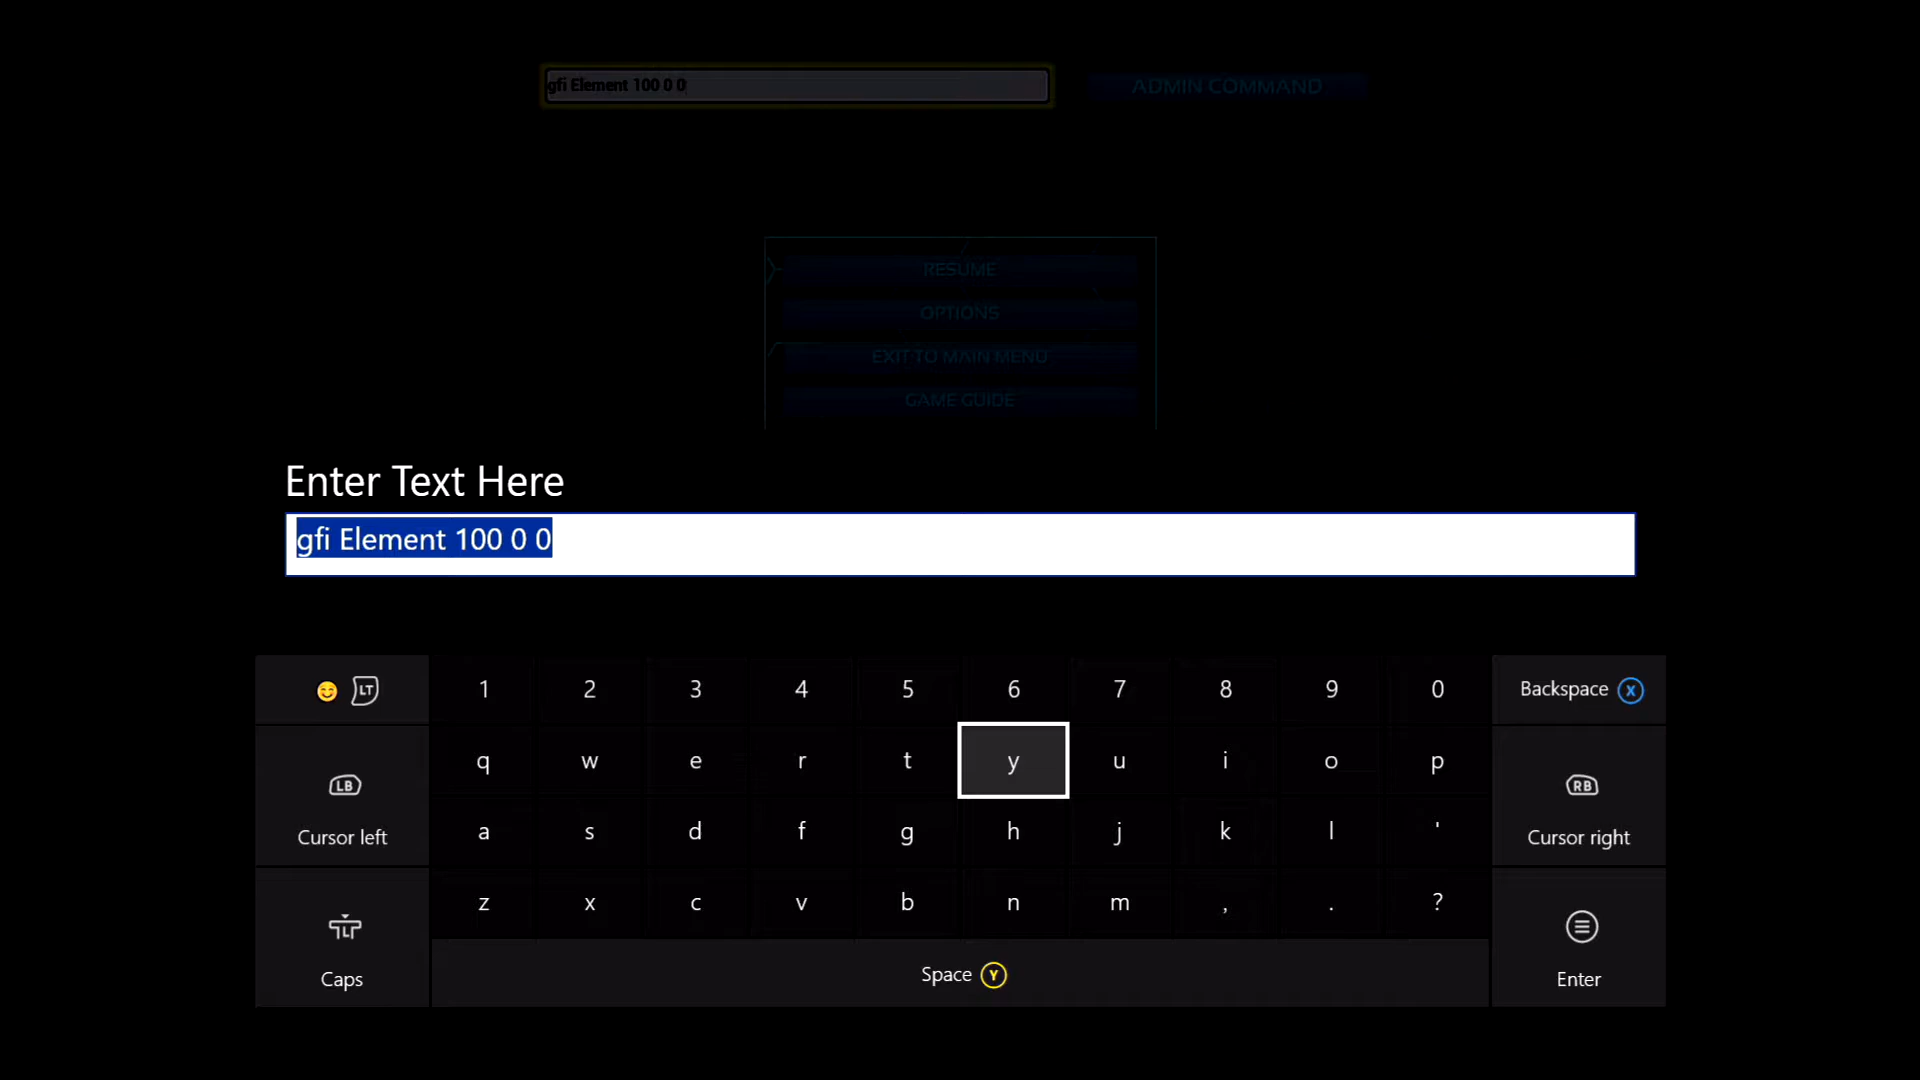 gfi Element 100 0 0
ADMIN COMMAND
RESUME
OPTIONS
EXIT TO MAIN MENU
GAME GUIDE
Enter Text Here
gfi Element 100 0 0
LT 1 2 3 4 5 6 7 8 9 0 Backspace X
q w e r t y u i o p
LB RB
Cursor left a s d f g h j k l ' Cursor right
z x c v b n m , . ?
Caps Space Y Enter